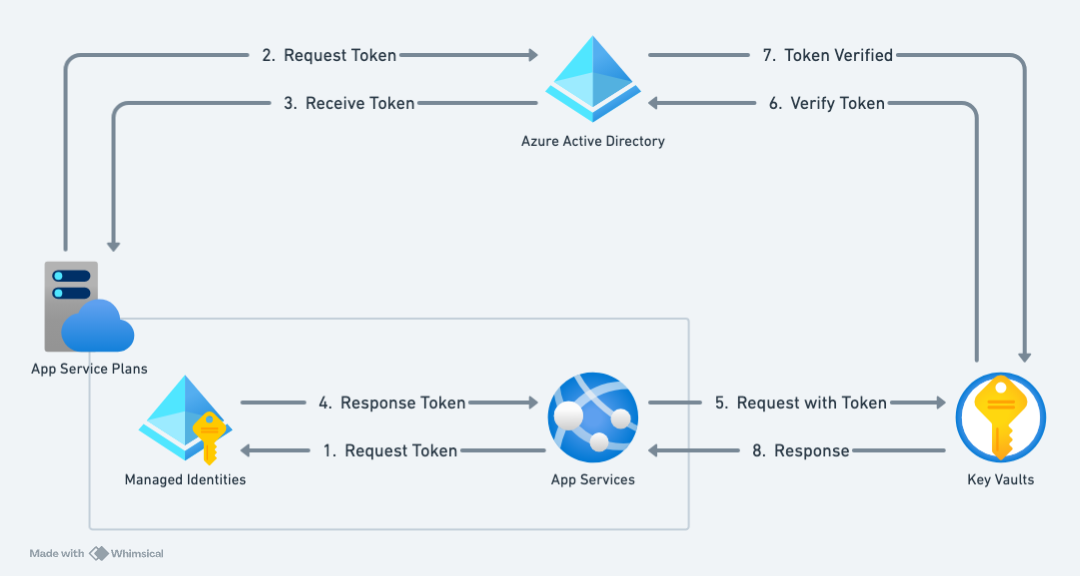 2. Request Token
7. Token Verified
3. Receive Token
6. Verify Token
Azure Active Directory
App Service Plans
4. Response Token
5. Request with Token
1. Request Token
8. Response
Managed Identities
App Services
Key Vaults
Made with Whimsical